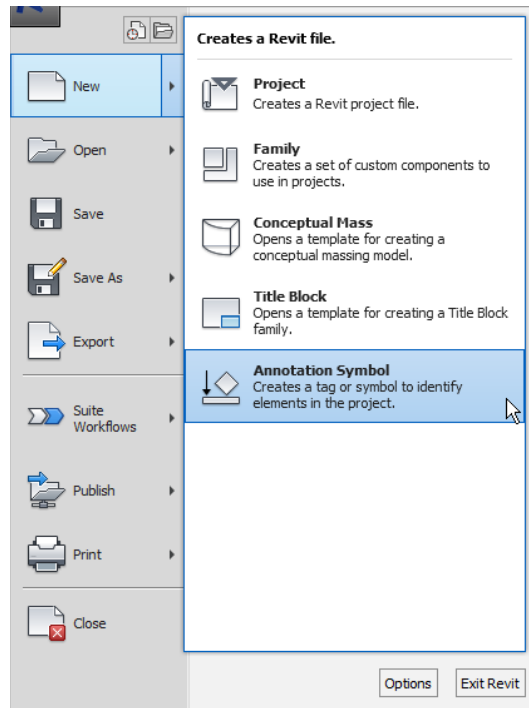 Creates a Revit file.
New
Open
Save
Save As
Export
Suite
Workflows
Publish
Print
Close
Project
Creates a Revit project file.
Family
Creates a set of custom components to
use in projects.
Conceptual Mass
Opens a template for creating a
conceptual massing model.
Title Block
Opens a template for creating a Title Block
family.
Annotation Symbol
Creates a tag or symbol to identify
elements in the project.
Options
Exit Revit